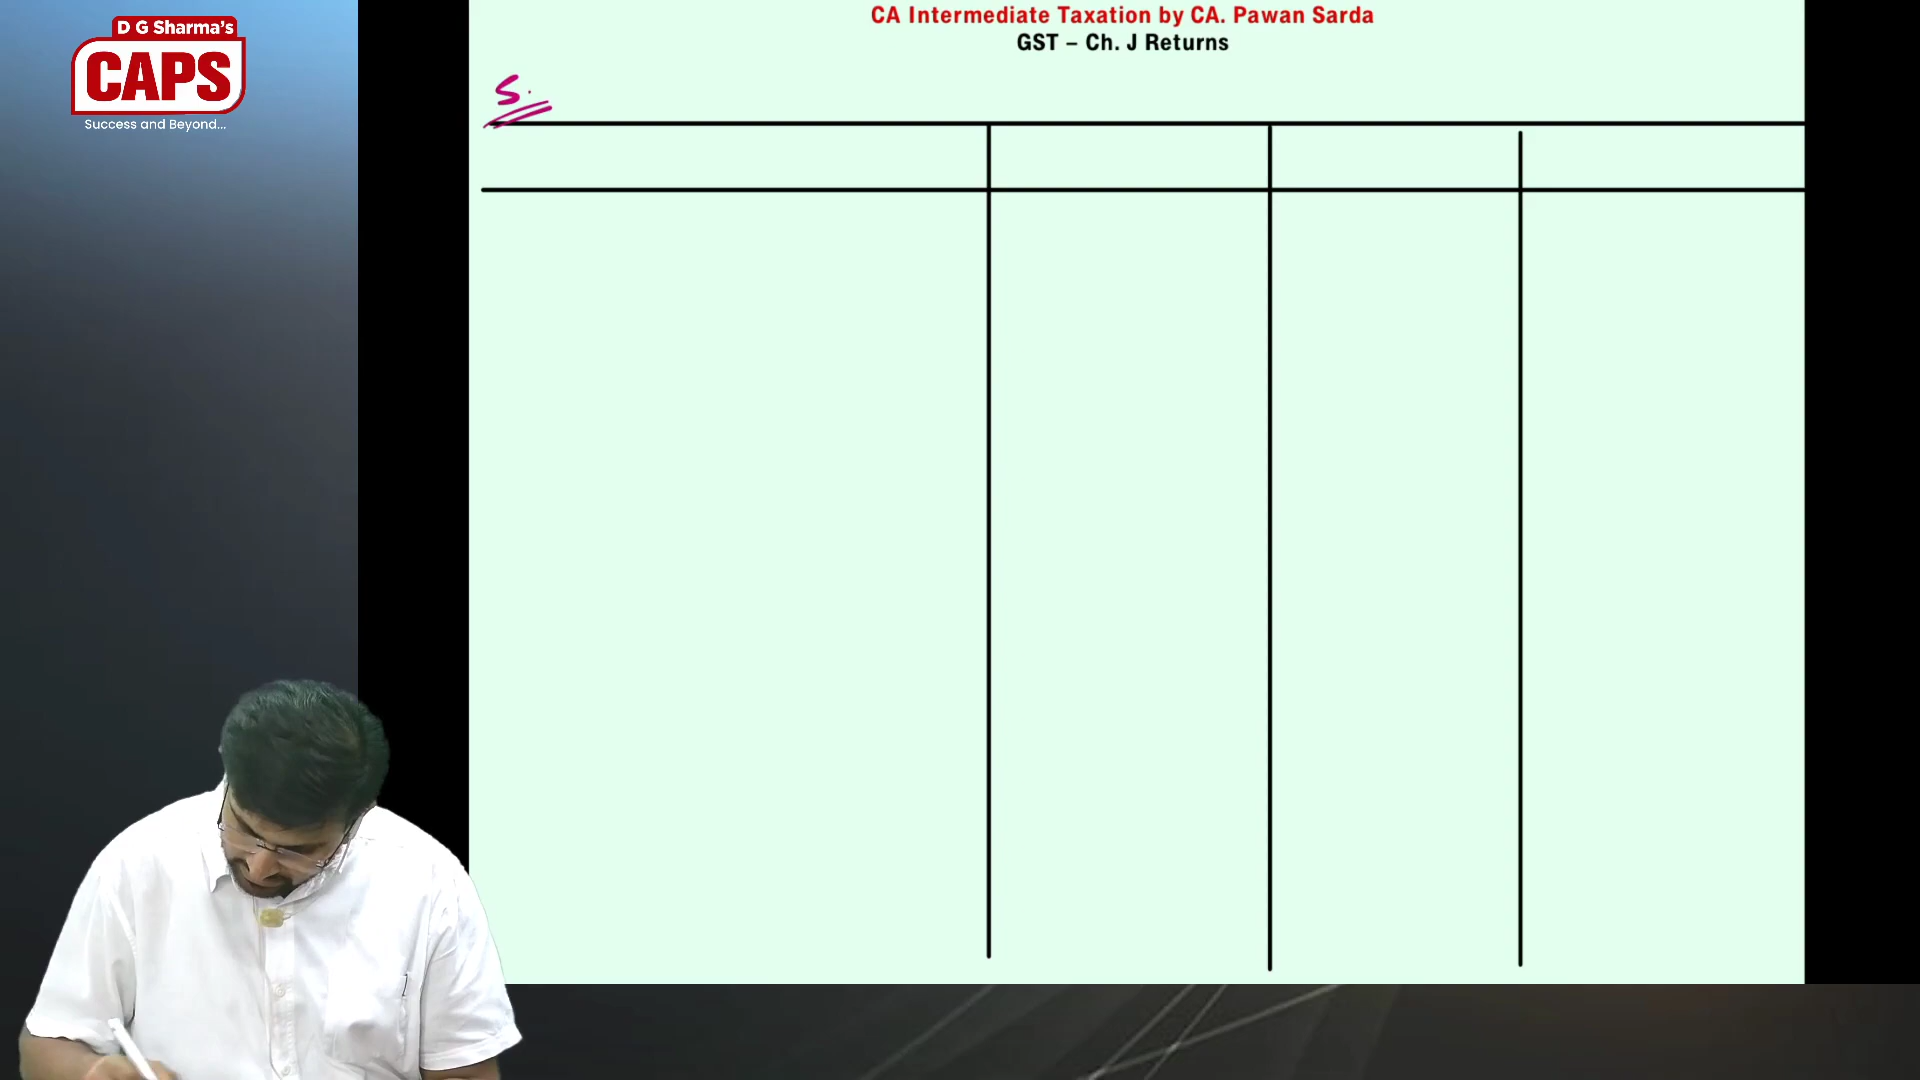 D G Sharma's
CAPS
Success and Beyond...
CA Intermediate Taxation by CA. Pawan Sarda
GST – Ch. J Returns
S.